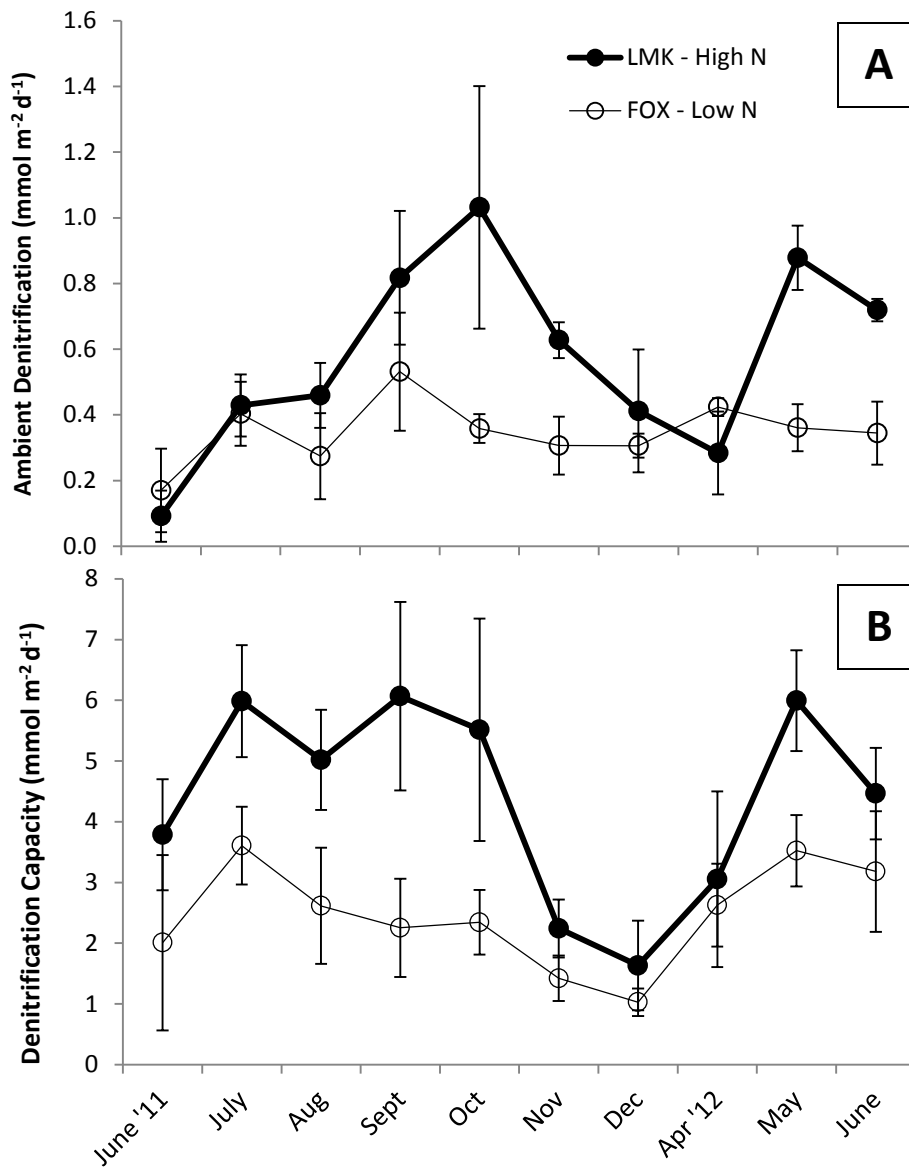 A
LMK - High N
FOX - Low N
Ambient Denitrification (mmol m⁻² d⁻¹)
1.6
1.4
1.2
1.0
0.8
0.6
0.4
0.2
0.0
B
Denitrification Capacity (mmol m⁻² d⁻¹)
8
7
6
5
4
3
2
1
0
June '11
July
Aug
Sept
Oct
Nov
Dec
Apr '12
May
June